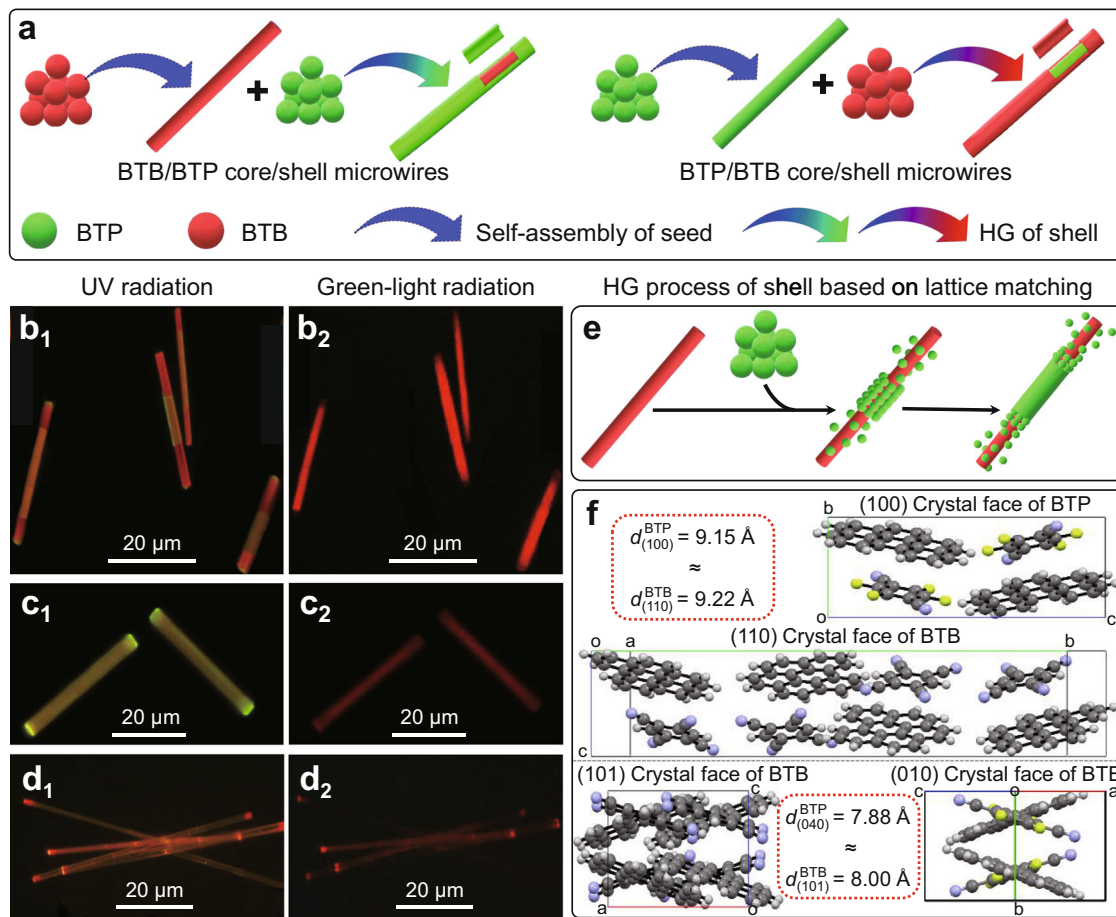 a
BTB/BTP core/shell microwires
BTP/BTB core/shell microwires
BTP
BTB
Self-assembly of seed
HG of shell
UV radiation
Green-light radiation
HG process of shell based on lattice matching
b₁
20 µm
b₂
20 µm
c₁
20 µm
c₂
20 µm
d₁
20 µm
d₂
20 µm
e
f
d(100)^BTP = 9.15 Å
≈
d(110)^BTB = 9.22 Å
(100) Crystal face of BTP
b
o
c
(110) Crystal face of BTB
o
a
b
c
(101) Crystal face of BTB
c
a
o
d(040)^BTP = 7.88 Å
≈
d(101)^BTB = 8.00 Å
(010) Crystal face of BTB
c
o
a
b